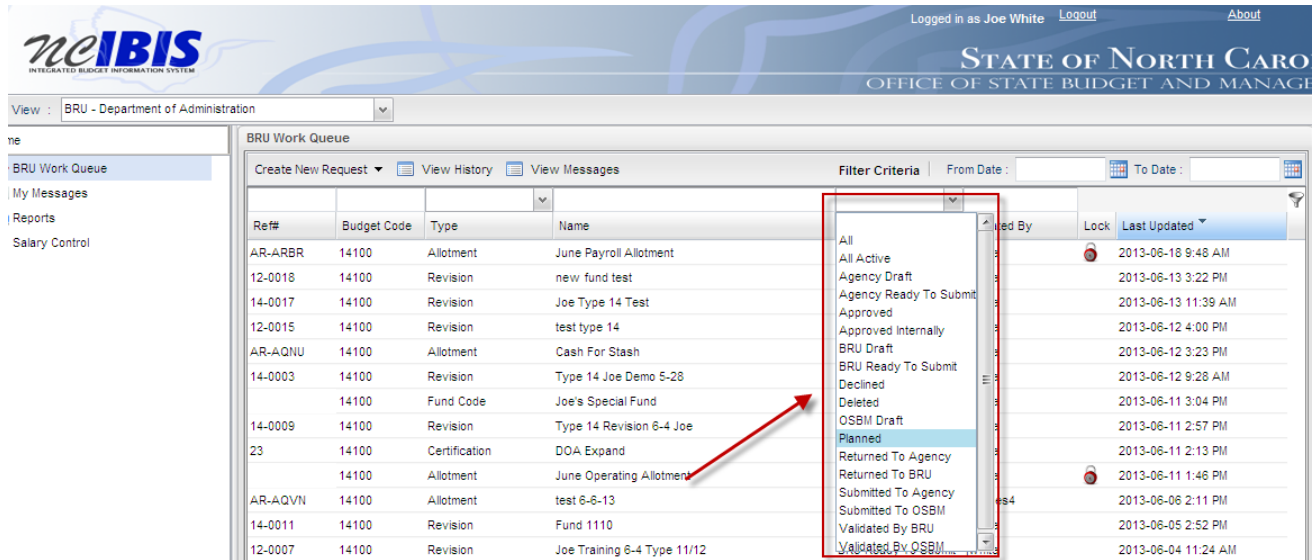 Logged in as Joe White Logout About
ncIBIS
INTEGRATED BUDGET INFORMATION SYSTEM
STATE OF NORTH CARO
OFFICE OF STATE BUDGET AND MANAGE
View : BRU - Department of Administration
me
BRU Work Queue
My Messages
Reports
Salary Control
BRU Work Queue
Create New Request View History View Messages Filter Criteria From Date : To Date :
Ref# Budget Code Type Name ted By Lock Last Updated
AR-ARBR 14100 Allotment June Payroll Allotment 2013-06-18 9:48 AM
12-0018 14100 Revision new fund test 2013-06-13 3:22 PM
14-0017 14100 Revision Joe Type 14 Test 2013-06-13 11:39 AM
12-0015 14100 Revision test type 14 2013-06-12 4:00 PM
AR-AQNU 14100 Allotment Cash For Stash 2013-06-12 3:23 PM
14-0003 14100 Revision Type 14 Joe Demo 5-28 2013-06-12 9:28 AM
14100 Fund Code Joe's Special Fund 2013-06-11 3:04 PM
14-0009 14100 Revision Type 14 Revision 6-4 Joe 2013-06-11 2:57 PM
23 14100 Certification DOA Expand 2013-06-11 2:13 PM
14100 Allotment June Operating Allotment 2013-06-11 1:46 PM
AR-AQVN 14100 Allotment test 6-6-13 es4 2013-06-06 2:11 PM
14-0011 14100 Revision Fund 1110 2013-06-05 2:52 PM
12-0007 14100 Revision Joe Training 6-4 Type 11/12 2013-06-04 11:24 AM
All
All Active
Agency Draft
Agency Ready To Submit
Approved
Approved Internally
BRU Draft
BRU Ready To Submit
Declined
Deleted
OSBM Draft
Planned
Returned To Agency
Returned To BRU
Submitted To Agency
Submitted To OSBM
Validated By BRU
Validated By OSBM